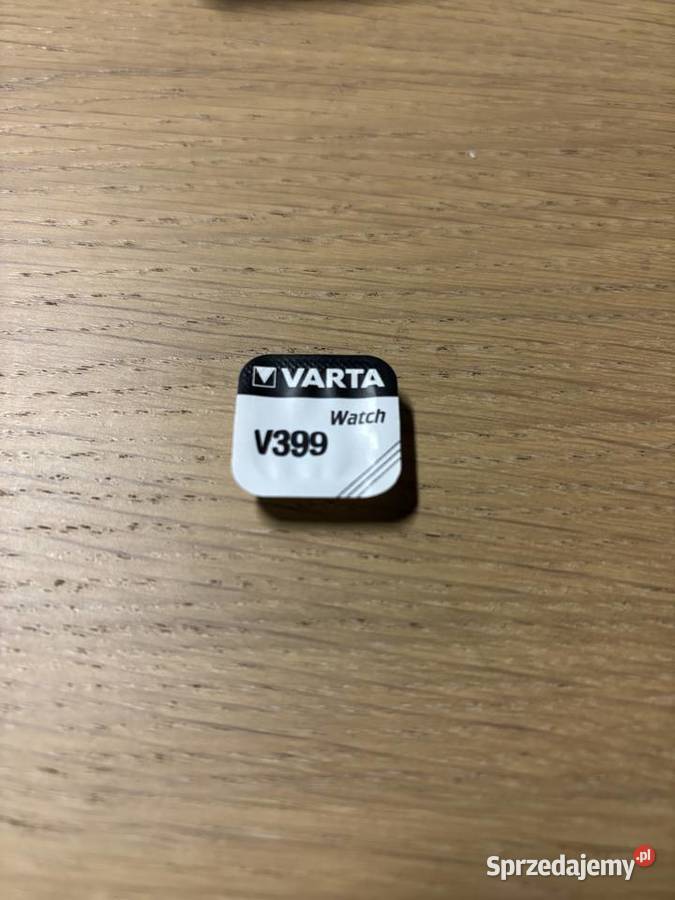 VARTA
Watch
V399
Sprzedajemy.pl